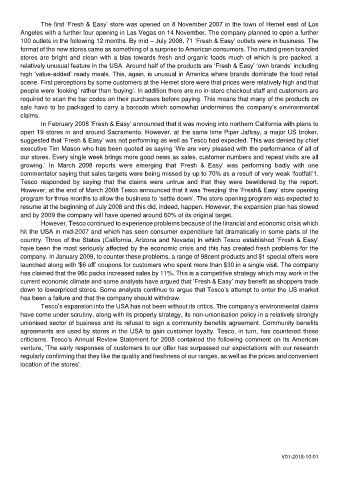 The first 'Fresh & Easy' store was opened on 8 November 2007 in the town of Hemet east of Los
Angeles with a further four opening in Las Vegas on 14 November. The company planned to open a further
100 outlets in the following 12 months. By mid – July 2008, 71 'Fresh & Easy' outlets were in business. The
format of the new stores came as something of a surprise to American consumers. The muted green branded
stores are bright and clean with a bias towards fresh and organic foods much of which is pre-packed, a
relatively unusual feature in the USA. Around half of the products are 'Fresh & Easy' 'own brands' including
high 'value-added' ready meals. This, again, is unusual in America where brands dominate the food retail
scene. First perceptions by some customers at the Hemet store were that prices were relatively high and that
people were 'looking' rather than 'buying'. In addition there are no in-store checkout staff and customers are
required to scan the bar codes on their purchases before paying. This means that many of the products on
sale have to be packaged to carry a barcode which somewhat undermines the company's environmental
claims.
In February 2008 'Fresh & Easy' announced that it was moving into northern California with plans to
open 19 stores in and around Sacramento. However, at the same time Piper Jaffray, a major US broker,
suggested that 'Fresh & Easy' was not performing as well as Tesco had expected. This was denied by chief
executive Tim Mason who has been quoted as saying 'We are very pleased with the performance of all of
our stores. Every single week brings more good news as sales, customer numbers and repeat visits are all
growing.' In March 2008 reports were emerging that 'Fresh & Easy' was performing badly with one
commentator saying that sales targets were being missed by up to 70% as a result of very weak 'footfall'1.
Tesco responded by saying that the claims were untrue and that they were bewildered by the report.
However, at the end of March 2008 Tesco announced that it was 'freezing' the 'Fresh& Easy' store opening
program for three months to allow the business to 'settle down'. The store opening program was expected to
resume at the beginning of July 2008 and this did, indeed, happen. However, the expansion plan has slowed
and by 2009 the company will have opened around 60% of its original target.
However, Tesco continued to experience problems because of the financial and economic crisis which
hit the USA in mid-2007 and which has seen consumer expenditure fall dramatically in some parts of the
country. Three of the States (California, Arizona and Nevada) in which Tesco established 'Fresh & Easy'
have been the most seriously affected by the economic crisis and this has created fresh problems for the
company. In January 2009, to counter these problems, a range of 98cent products and $1 special offers were
launched along with '$6 off' coupons for customers who spent more than $30 in a single visit. The company
has claimed that the 98c packs increased sales by 11%. This is a competitive strategy which may work in the
current economic climate and some analysts have argued that 'Fresh & Easy' may benefit as shoppers trade
down to lowerpriced stores. Some analysts continue to argue that Tesco's attempt to enter the US market
has been a failure and that the company should withdraw.
Tesco's expansion into the USA has not been without its critics. The company's environmental claims
have come under scrutiny, along with its property strategy, its non-unionisation policy in a relatively strongly
unionised sector of business and its refusal to sign a community benefits agreement. Community benefits
agreements are used by stores in the USA to gain customer loyalty. Tesco, in turn, has countered these
criticisms. Tesco's Annual Review Statement for 2008 contained the following comment on its American
venture, 'The early responses of customers to our offer has surpassed our expectations with our research
regularly confirming that they like the quality and freshness of our ranges, as well as the prices and convenient
location of the stores'.
V01-2018-10-01